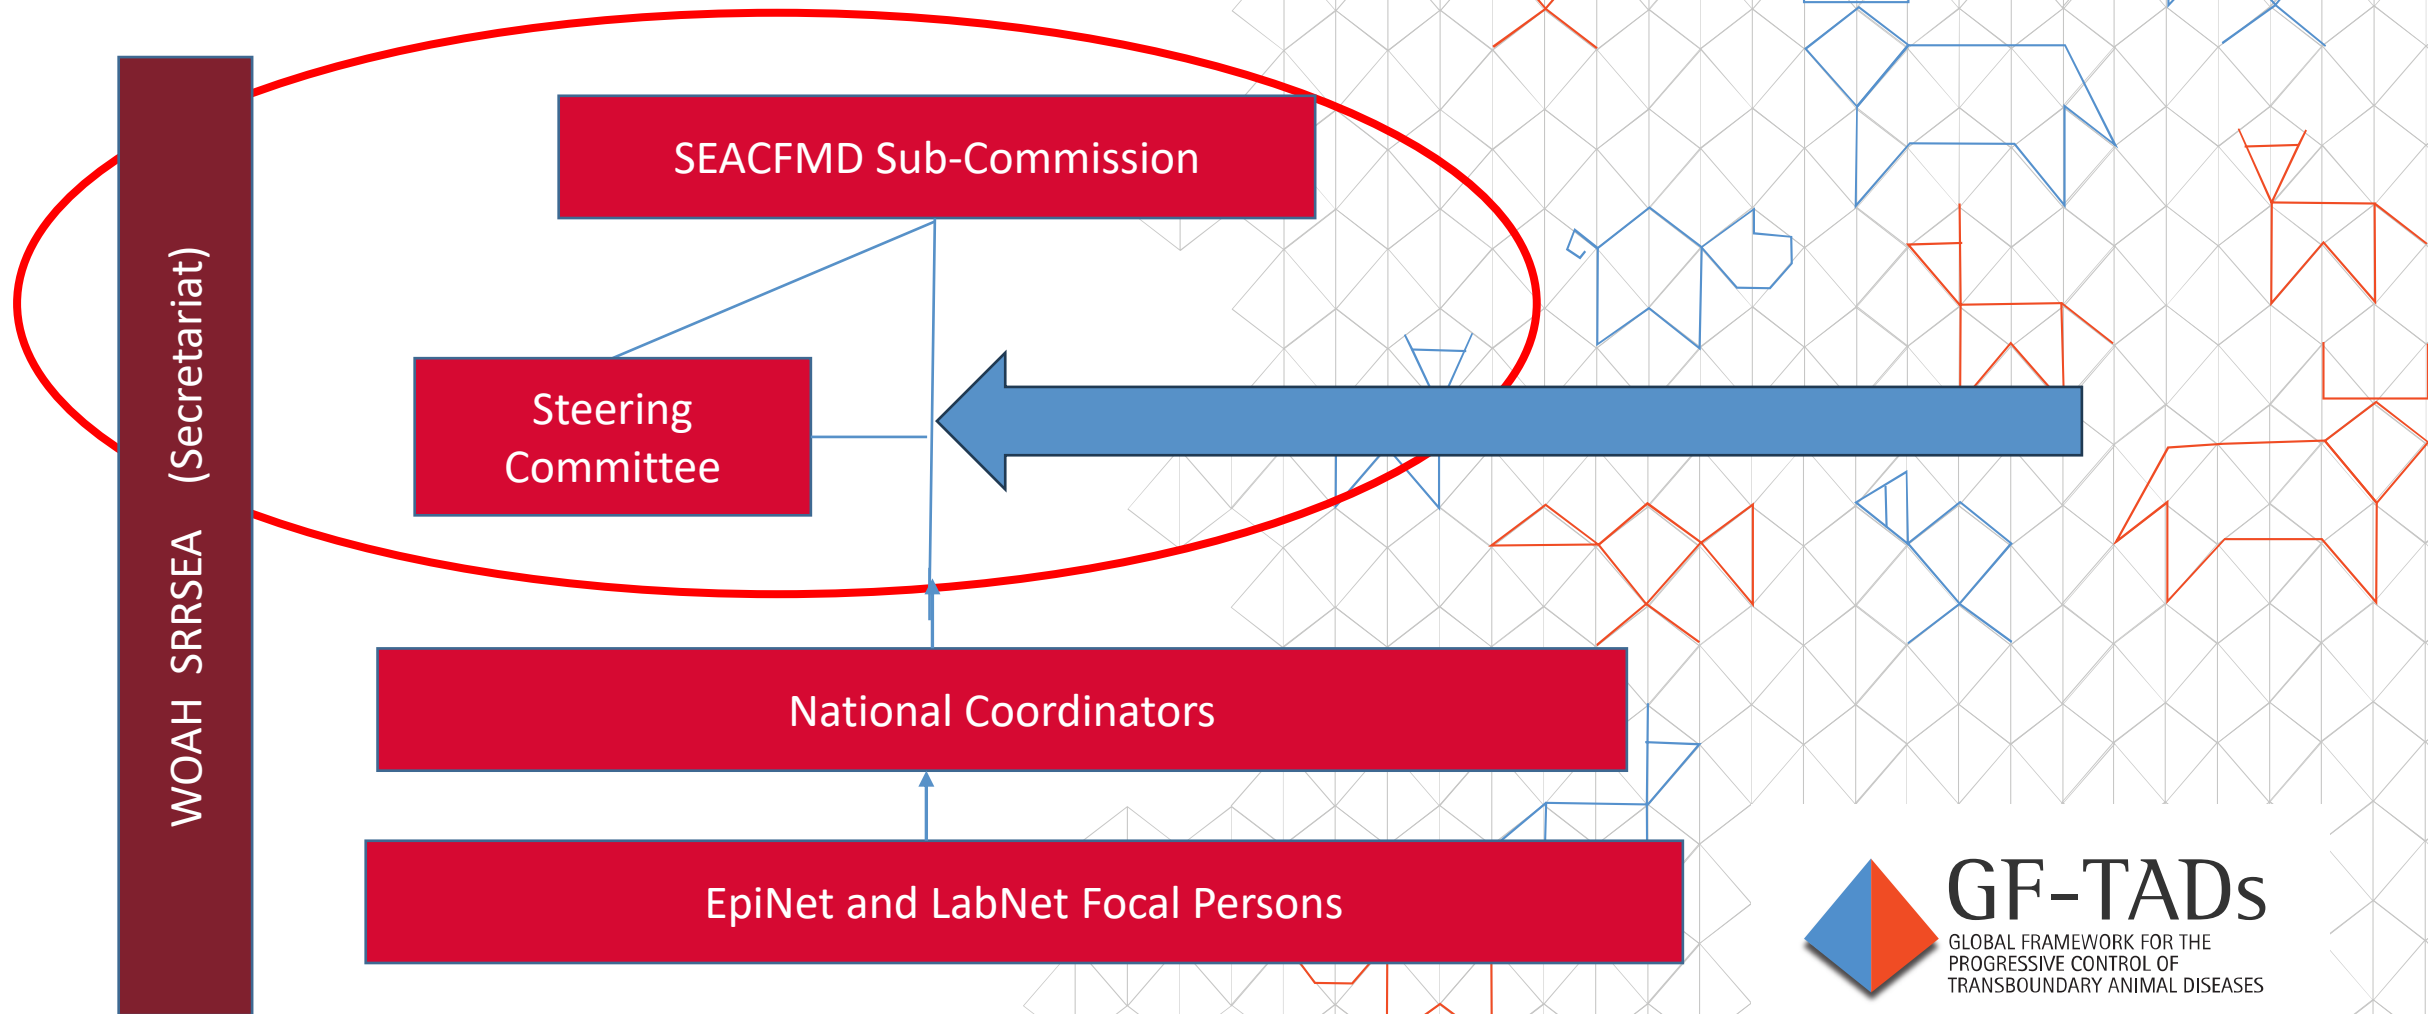 WOAH SRRSEA (Secretariat)
SEACFMD Sub-Commission
Steering
Committee
National Coordinators
EpiNet and LabNet Focal Persons
GF-TADs
GLOBAL FRAMEWORK FOR THE
PROGRESSIVE CONTROL OF
TRANSBOUNDARY ANIMAL DISEASES